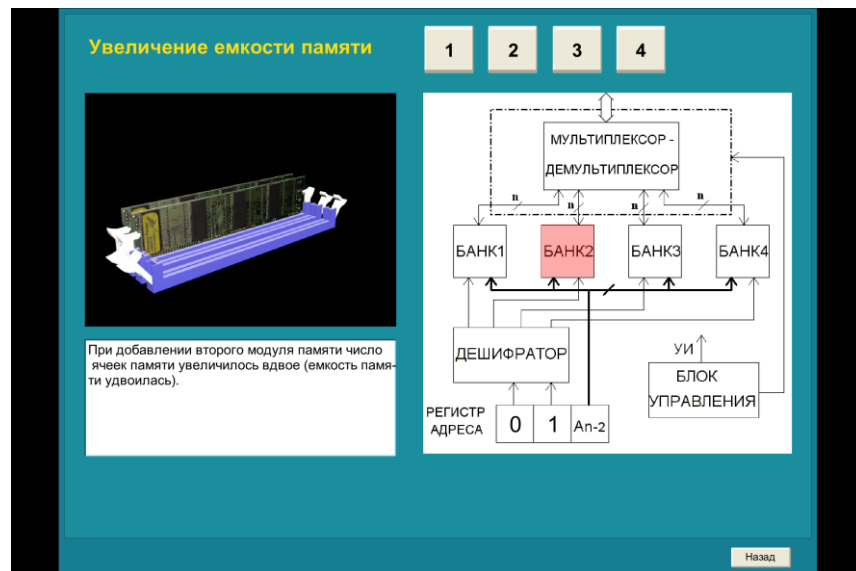 Увеличение емкости памяти
1 2 3 4
МУЛЬТИПЛЕКСОР -
ДЕМУЛЬТИПЛЕКСОР
n n n n
БАНК1 БАНК2 БАНК3 БАНК4
При добавлении второго модуля памяти число
ячеек памяти увеличилось вдвое (емкость памя-
ти удвоилась).
ДЕШИФРАТОР
УИ
БЛОК
УПРАВЛЕНИЯ
РЕГИСТР
АДРЕСА
0 1 An-2
Назад